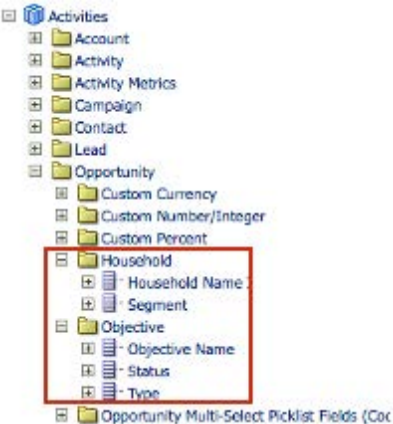 Activities
Account
Activity
Activity Metrics
Campaign
Contact
Lead
Opportunity
Custom Currency
Custom Number/Integer
Custom Percent
Household
Household Name
Segment
Objective
Objective Name
Status
Type
Opportunity Multi-Select Picklist Fields